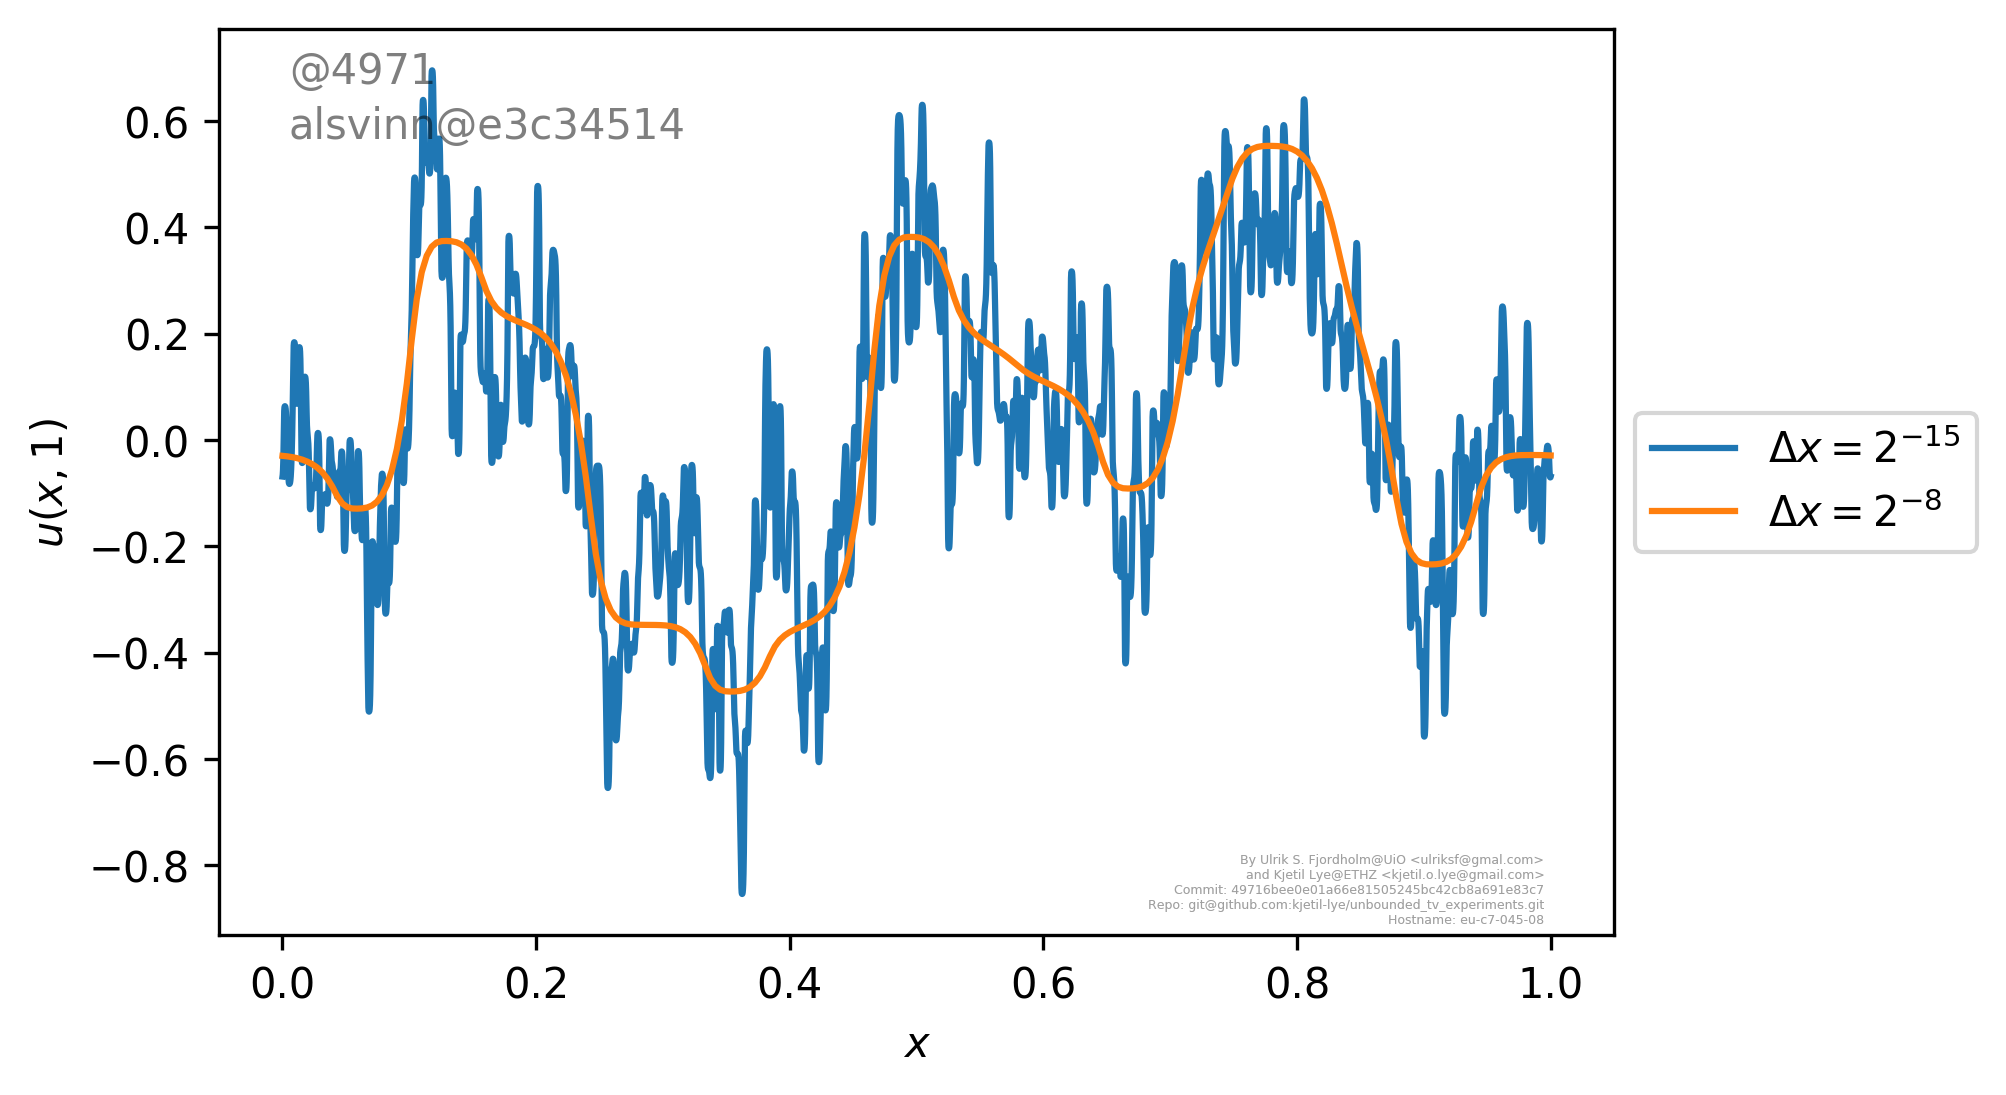 @4971
alsvinn@e3c34514
0.6
0.4
0.2
0.0
−0.2
−0.4
−0.6
−0.8
u(x, 1)
Δx = 2⁻¹⁵
Δx = 2⁻⁸
By Ulrik S. Fjordholm@UiO <ulriksf@gmal.com>
and Kjetil Lye@ETHZ <kjetil.o.lye@gmail.com>
Commit: 49716bee0e01a66e81505245bc42cb8a691e83c7
Repo: git@github.com:kjetil-lye/unbounded_tv_experiments.git
Hostname: eu-c7-045-08
0.0 0.2 0.4 0.6 0.8 1.0
x